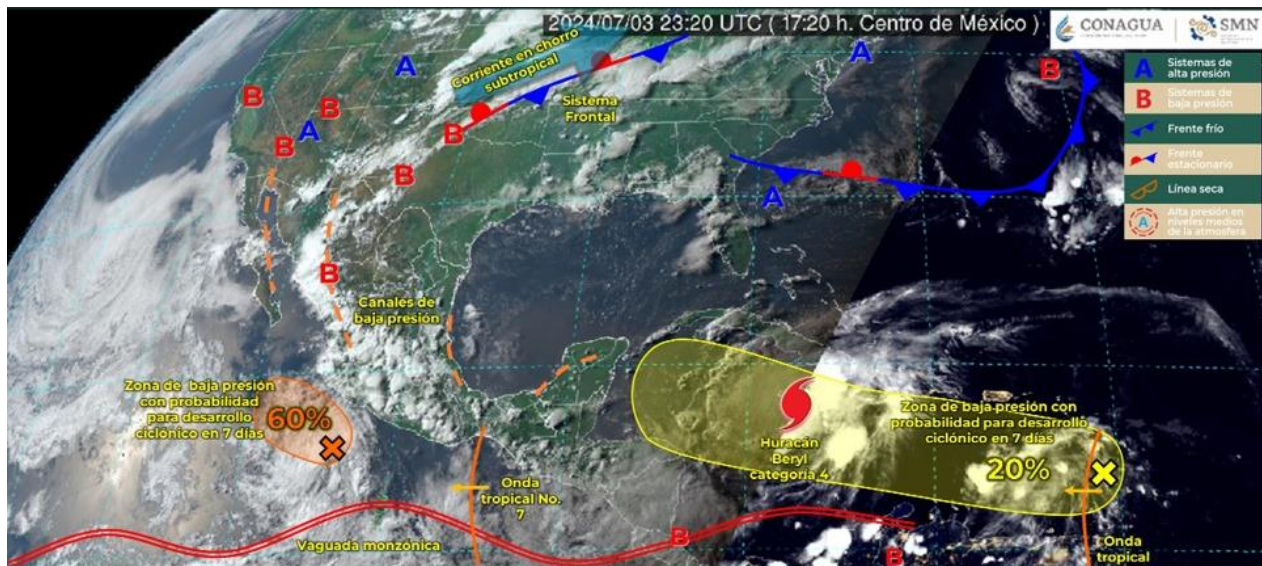 2024/07/03 23:20 UTC ( 17:20 h. Centro de México )
CONAGUA
SMN
A
Sistemas de
alta presión
B
Sistemas de
baja presión
Frente frío
Frente
estacionario
Línea seca
A
Alta presión en
niveles medios
de la atmosfera
Corriente en chorro
subtropical
Sistema
Frontal
A
A
B
B
B
B
A
B
B
A
B
Canales de
baja presión
Zona de baja presión
con probabilidad
para desarrollo
ciclónico en 7 días
60%
Huracán
Beryl
categoría 4
Zona de baja presión con
probabilidad para desarrollo
ciclónico en 7 días
20%
Onda
tropical No.
7
Vaguada monzónica
B
B
Onda
tropical